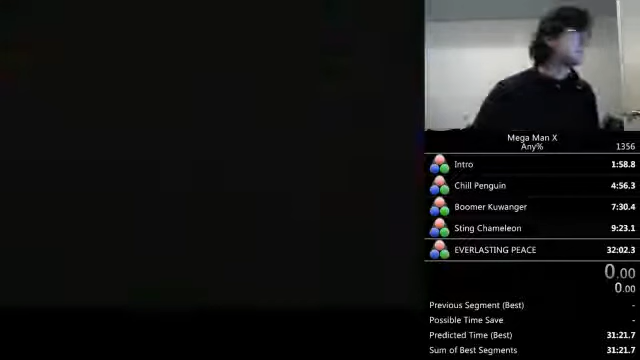 Mega Man X
Any% 1356
Intro 1:58.8
Chill Penguin 4:56.3
Boomer Kuwanger 7:30.4
Sting Chameleon 9:23.1
EVERLASTING PEACE 32:02.3
0.00
0.00
Previous Segment (Best) -
Possible Time Save -
Predicted Time (Best) 31:21.7
Sum of Best Segments 31:21.7